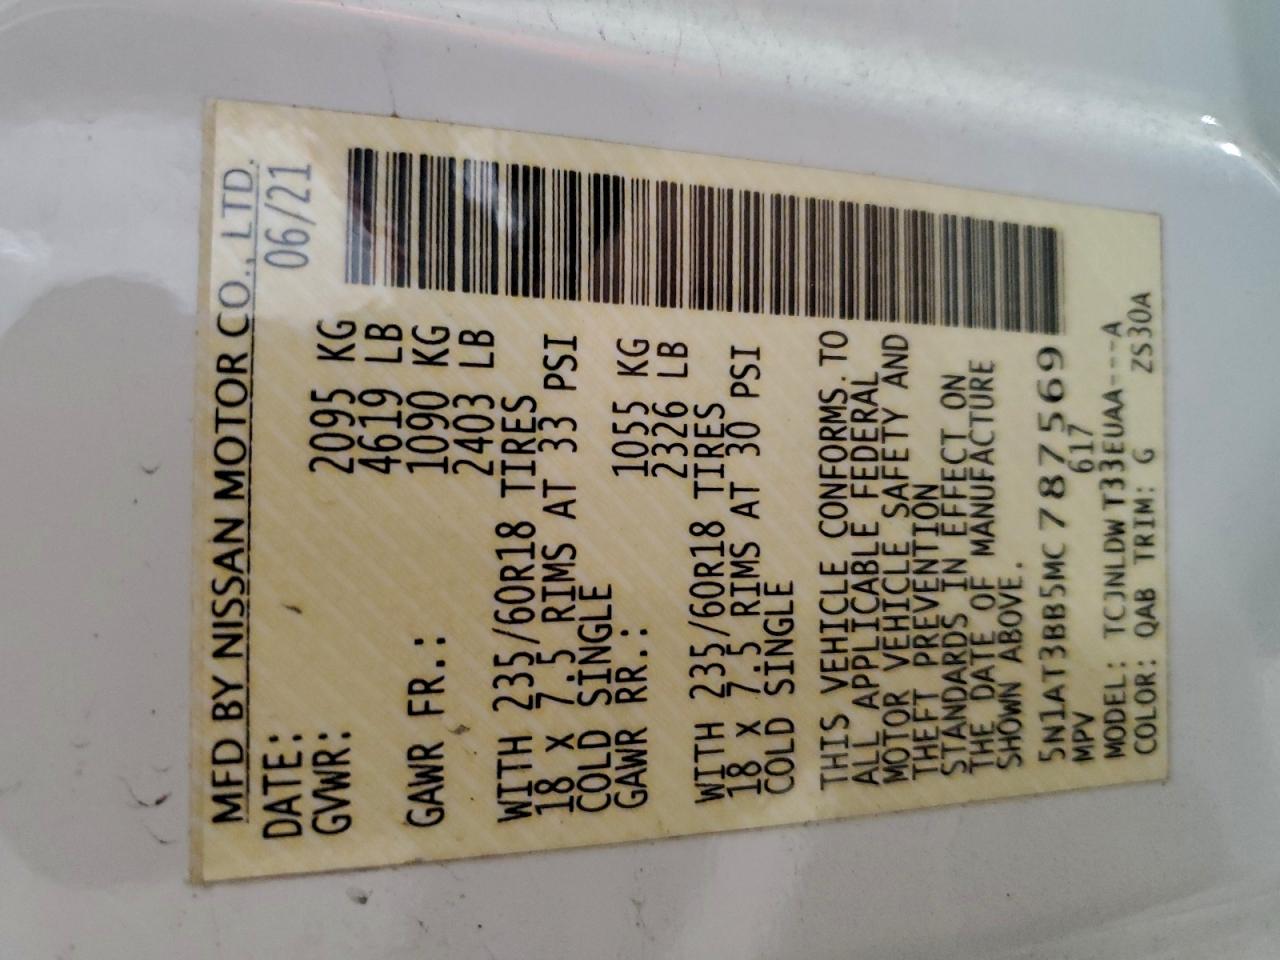 MFD BY NISSAN MOTOR CO., LTD.
DATE: 06/21
GVWR: 2095 KG
4619 LB
GAWR FR.: 1090 KG
2403 LB
WITH 235/60R18 TIRES
18 X 7.5 RIMS AT 33 PSI
COLD SINGLE
GAWR RR.: 1055 KG
2326 LB
WITH 235/60R18 TIRES
18 X 7.5 RIMS AT 30 PSI
COLD SINGLE
THIS VEHICLE CONFORMS TO
ALL APPLICABLE FEDERAL
MOTOR VEHICLE SAFETY AND
THEFT PREVENTION
STANDARDS IN EFFECT ON
THE DATE OF MANUFACTURE
SHOWN ABOVE.
5N1AT3BB5MC 787569
MPV 617
MODEL: TCJNLDW T33EUAA---A
COLOR: QAB TRIM: G ZS30A